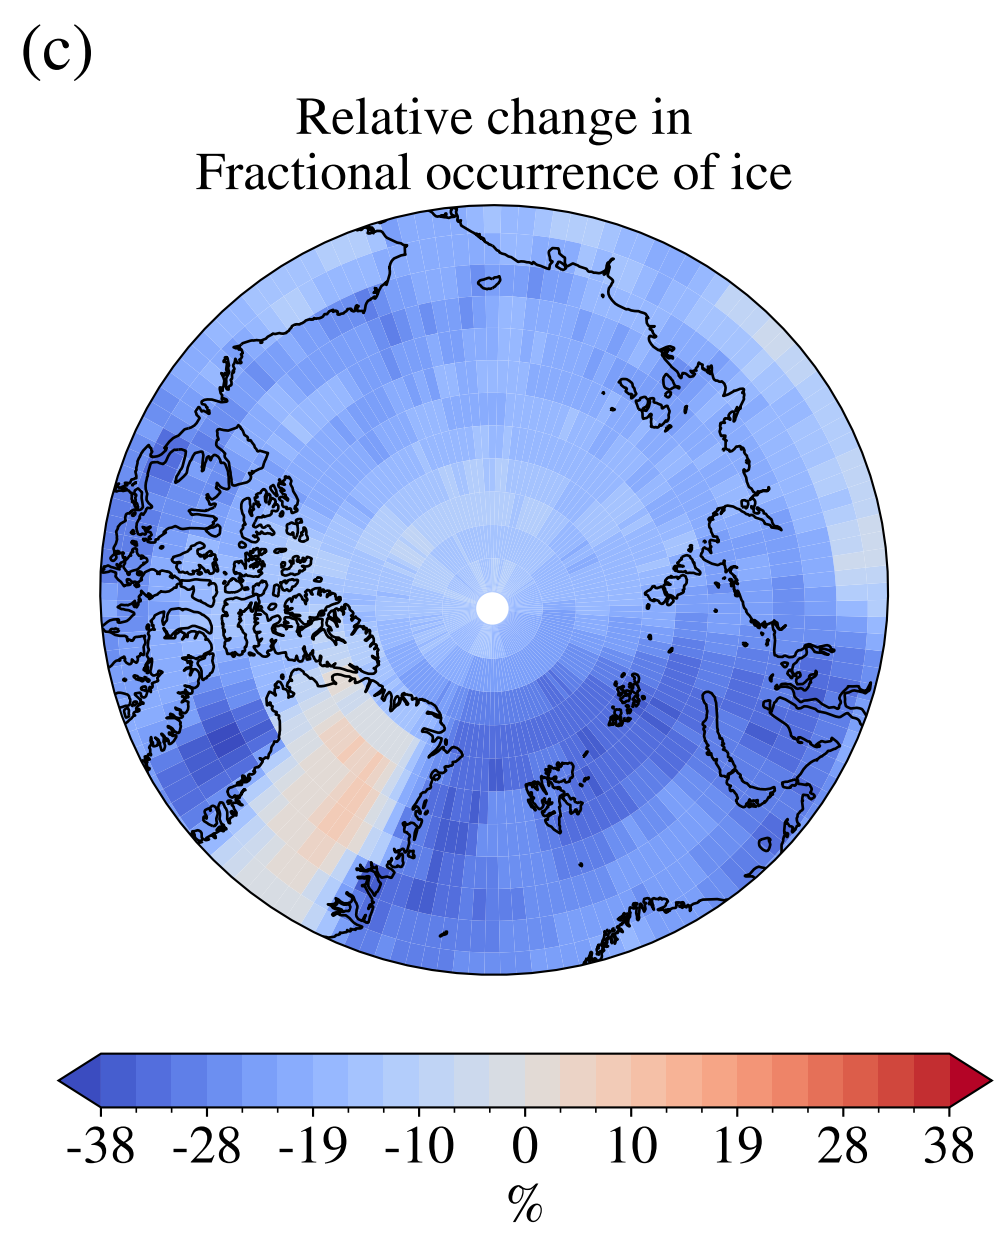 (c)
Relative change in
Fractional occurrence of ice
-38 -28 -19 -10 0 10 19 28 38
%